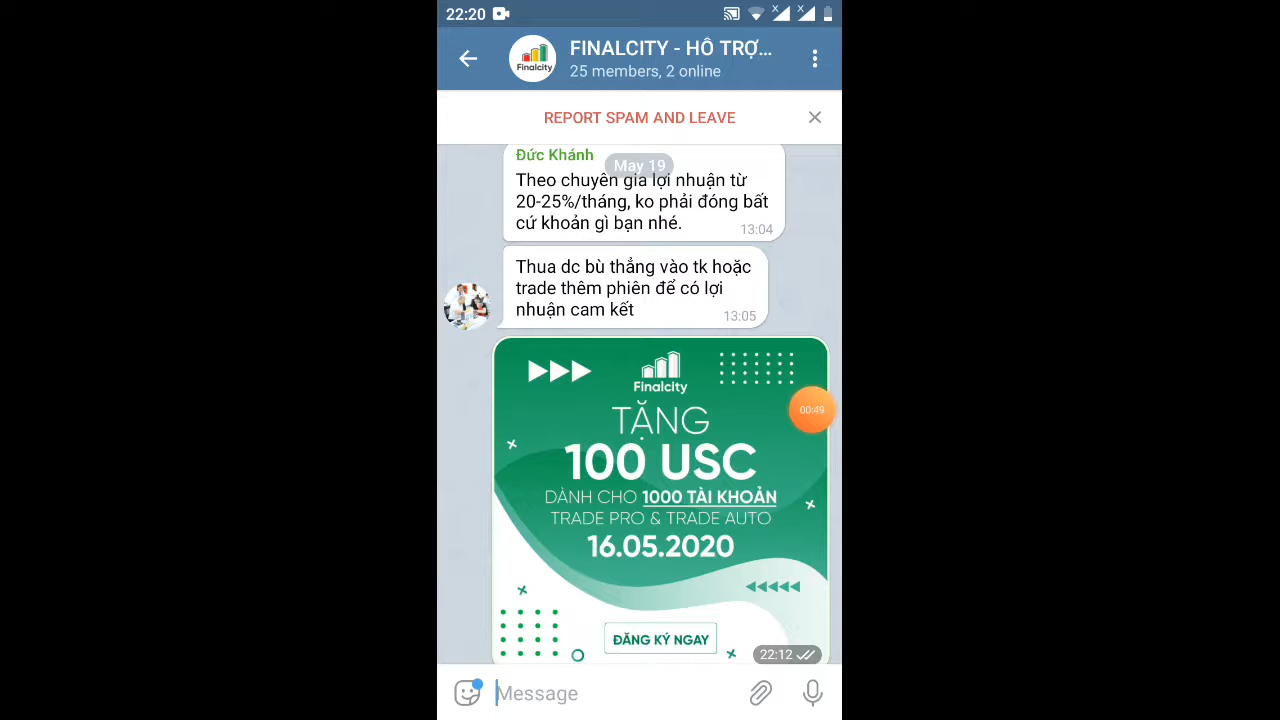 22:20
FINALCITY - HỖ TRỢ...
25 members, 2 online
Finalcity
REPORT SPAM AND LEAVE
Đức Khánh
May 19
Theo chuyên gia lợi nhuận từ
20-25%/tháng, ko phải đóng bất
cứ khoản gì bạn nhé.
13:04
Thua dc bù thẳng vào tk hoặc
trade thêm phiên để có lợi
nhuận cam kết
13:05
Finalcity
TẶNG
100 USC
00:49
DÀNH CHO 1000 TÀI KHOẢN
TRADE PRO & TRADE AUTO
16.05.2020
ĐĂNG KÝ NGAY
22:12
Message